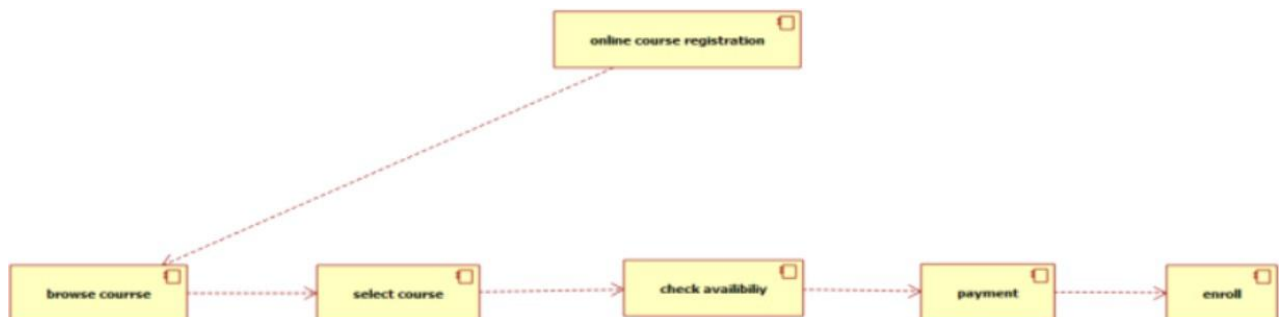 online course registration
browse courrse
select course
check availibiliy
payment
enroll